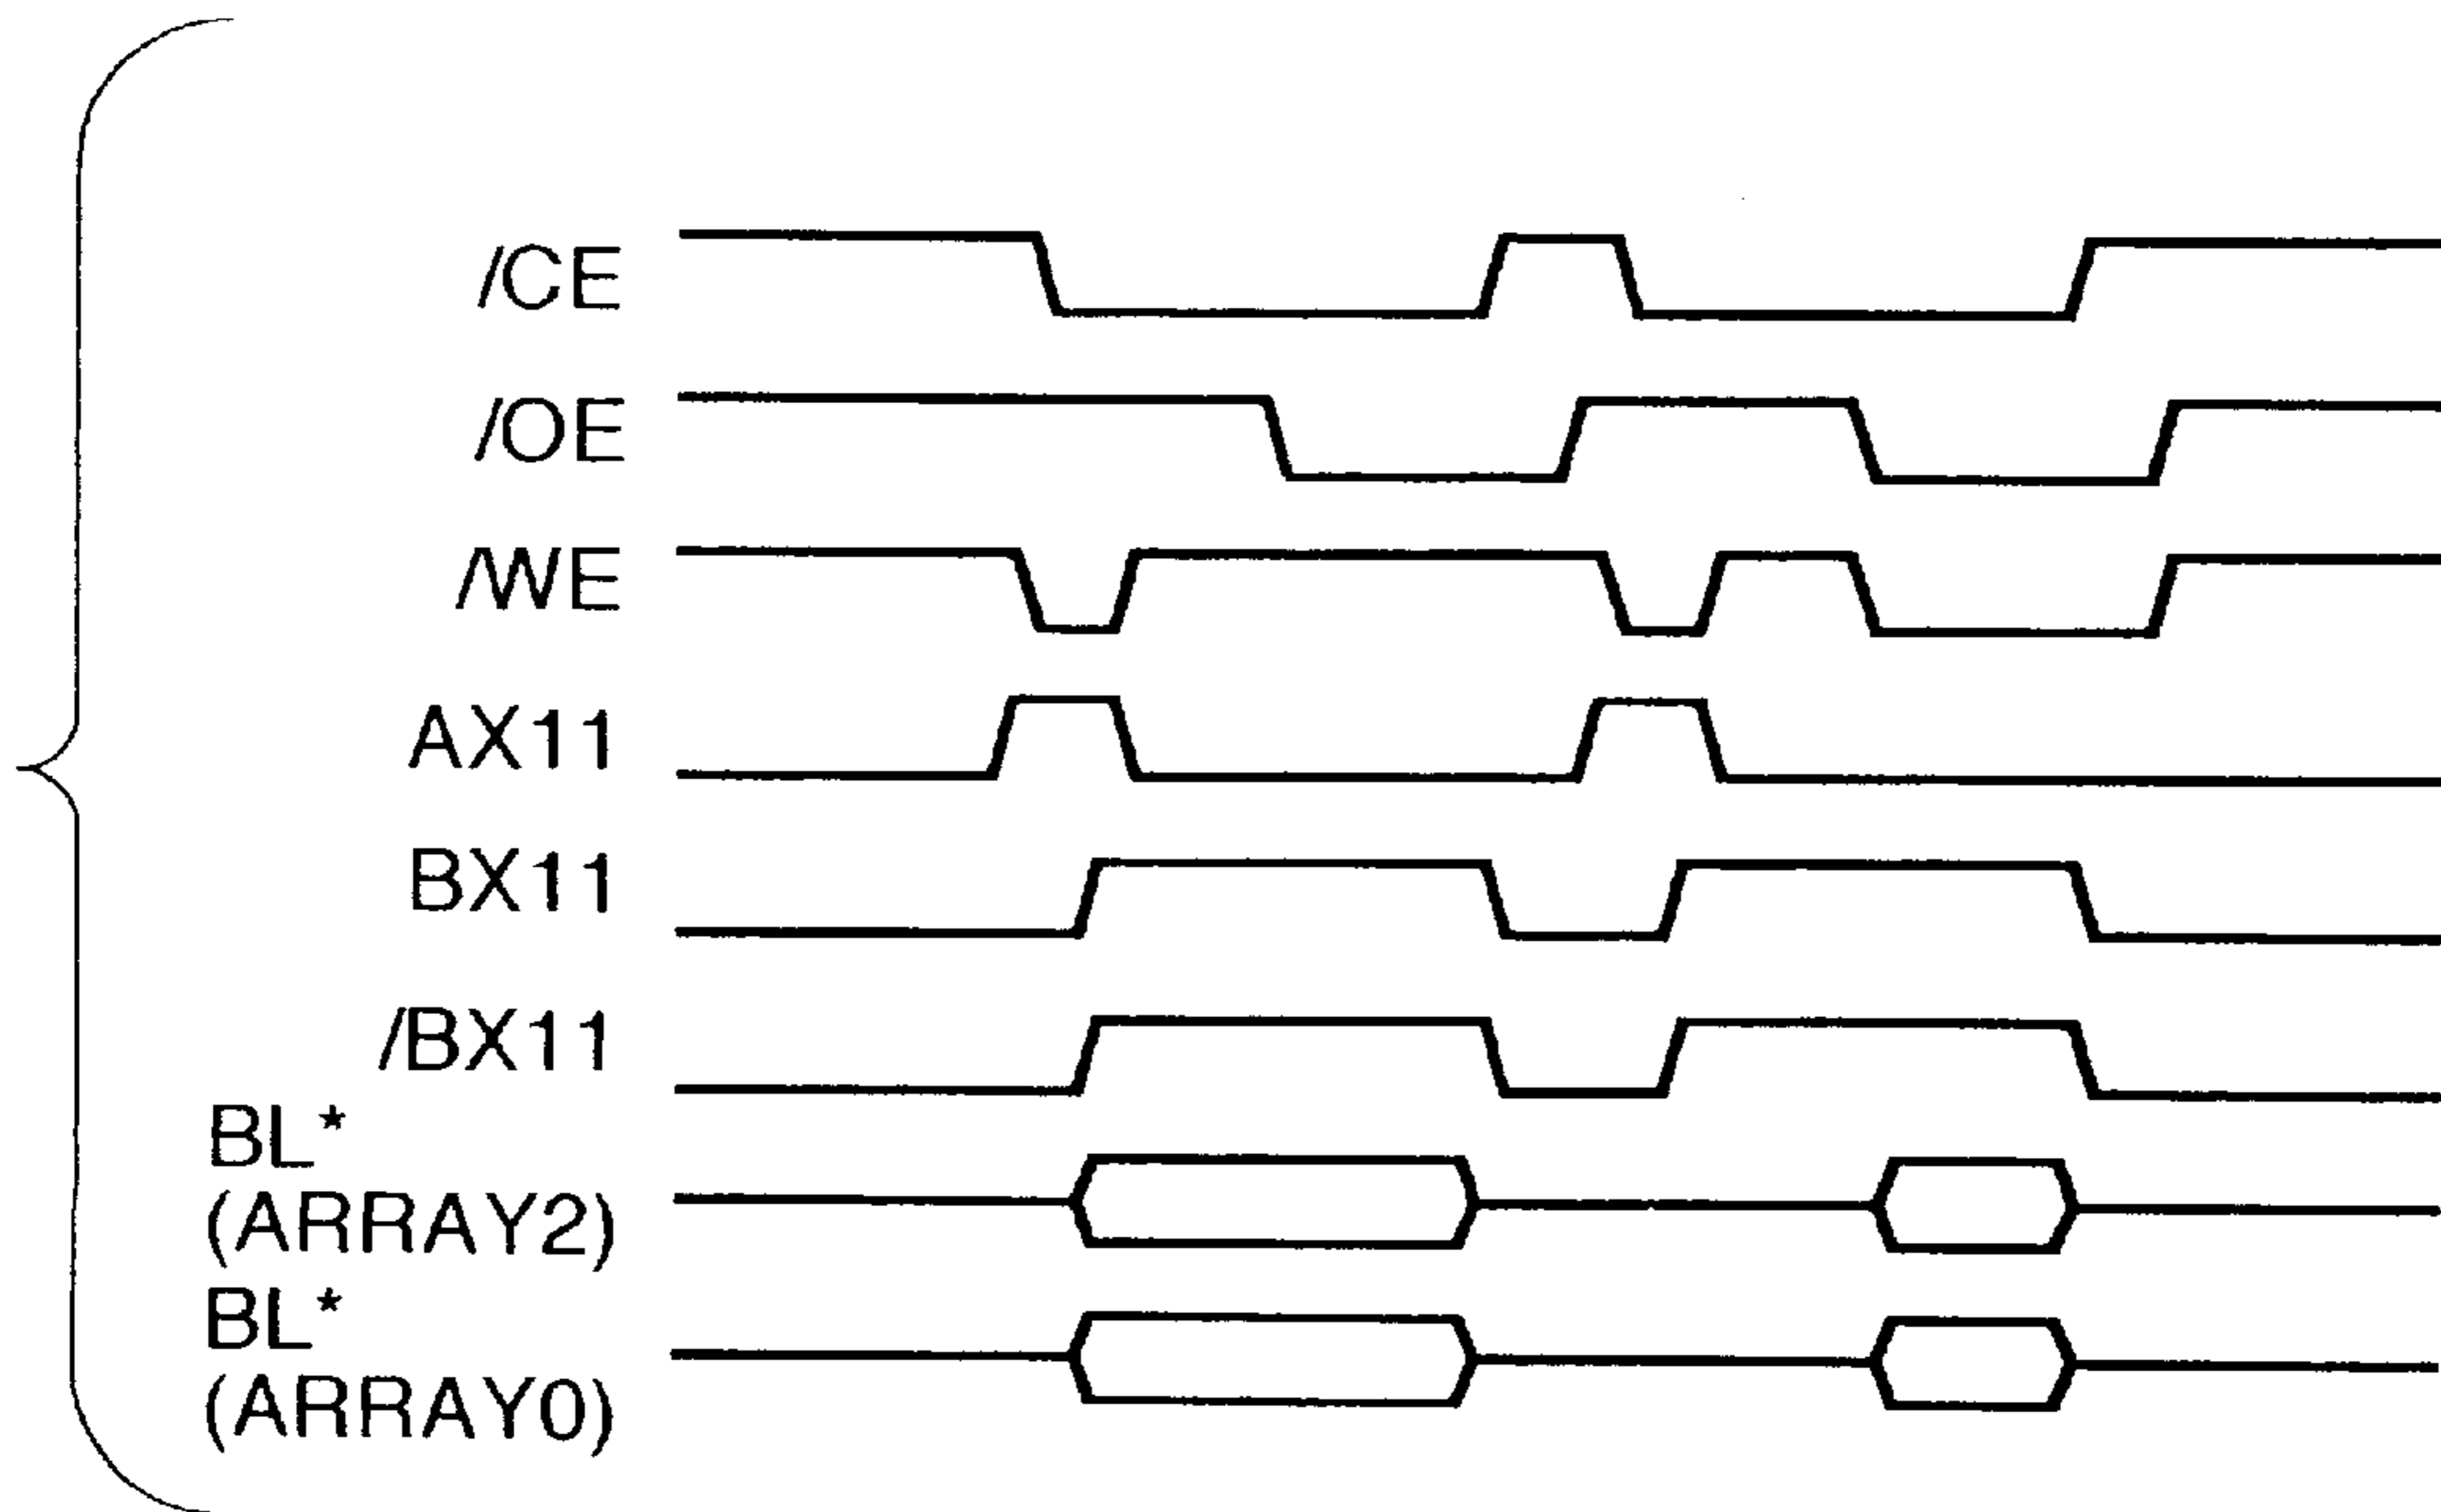 /CE
/OE
/WE
AX11
BX11
/BX11
BL*
(ARRAY2)
BL*
(ARRAY0)